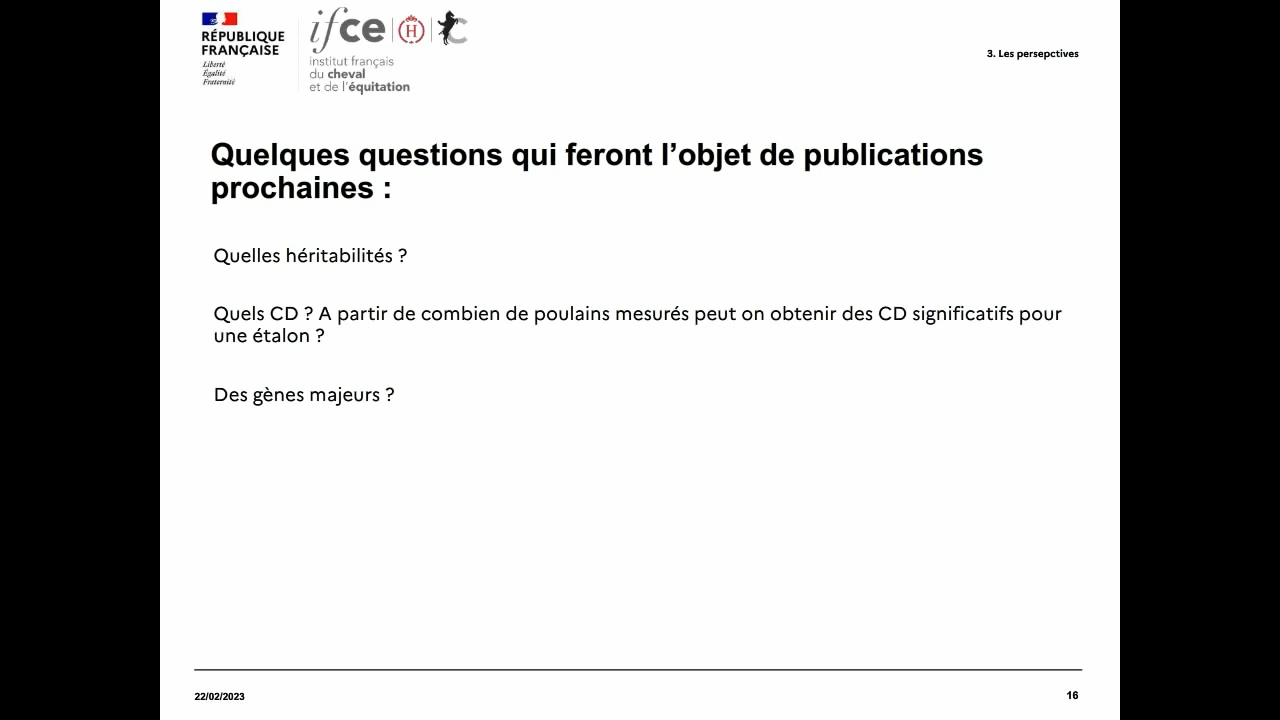 RÉPUBLIQUE
FRANÇAISE
Liberté
Égalité
Fraternité
ifce
H
institut français
du cheval
et de l'équitation
3. Les persepctives
Quelques questions qui feront l’objet de publications
prochaines :
Quelles héritabilités ?
Quels CD ? A partir de combien de poulains mesurés peut on obtenir des CD significatifs pour
une étalon ?
Des gènes majeurs ?
22/02/2023
16